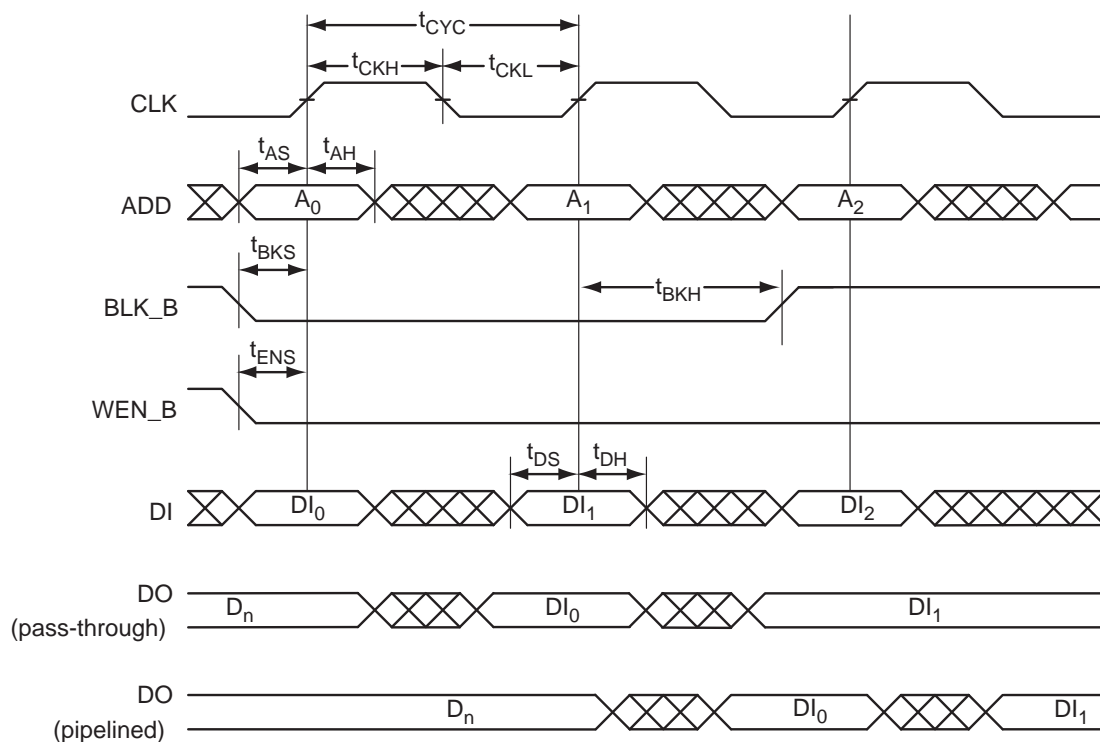 tCYC
tCKH tCKL
CLK
tAS tAH
ADD A0 A1 A2
tBKS
BLK_B tBKH
tENS
WEN_B
tDS tDH
DI DI0 DI1 DI2
DO
(pass-through) Dn DI0 DI1
DO
(pipelined) Dn DI0 DI1